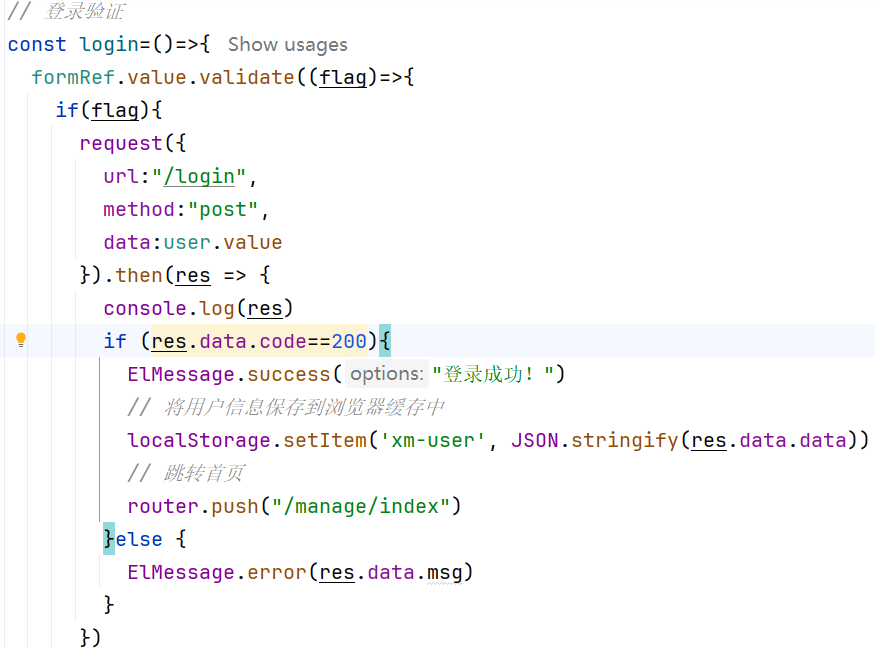 // 登录验证
const login=()=>{ Show usages
formRef.value.validate((flag)=>{
if(flag){
request({
url:"/login",
method:"post",
data:user.value
}).then(res => {
console.log(res)
if (res.data.code==200){
ElMessage.success( options: "登录成功！")
// 将用户信息保存到浏览器缓存中
localStorage.setItem('xm-user', JSON.stringify(res.data.data))
// 跳转首页
router.push("/manage/index")
}else {
ElMessage.error(res.data.msg)
}
})